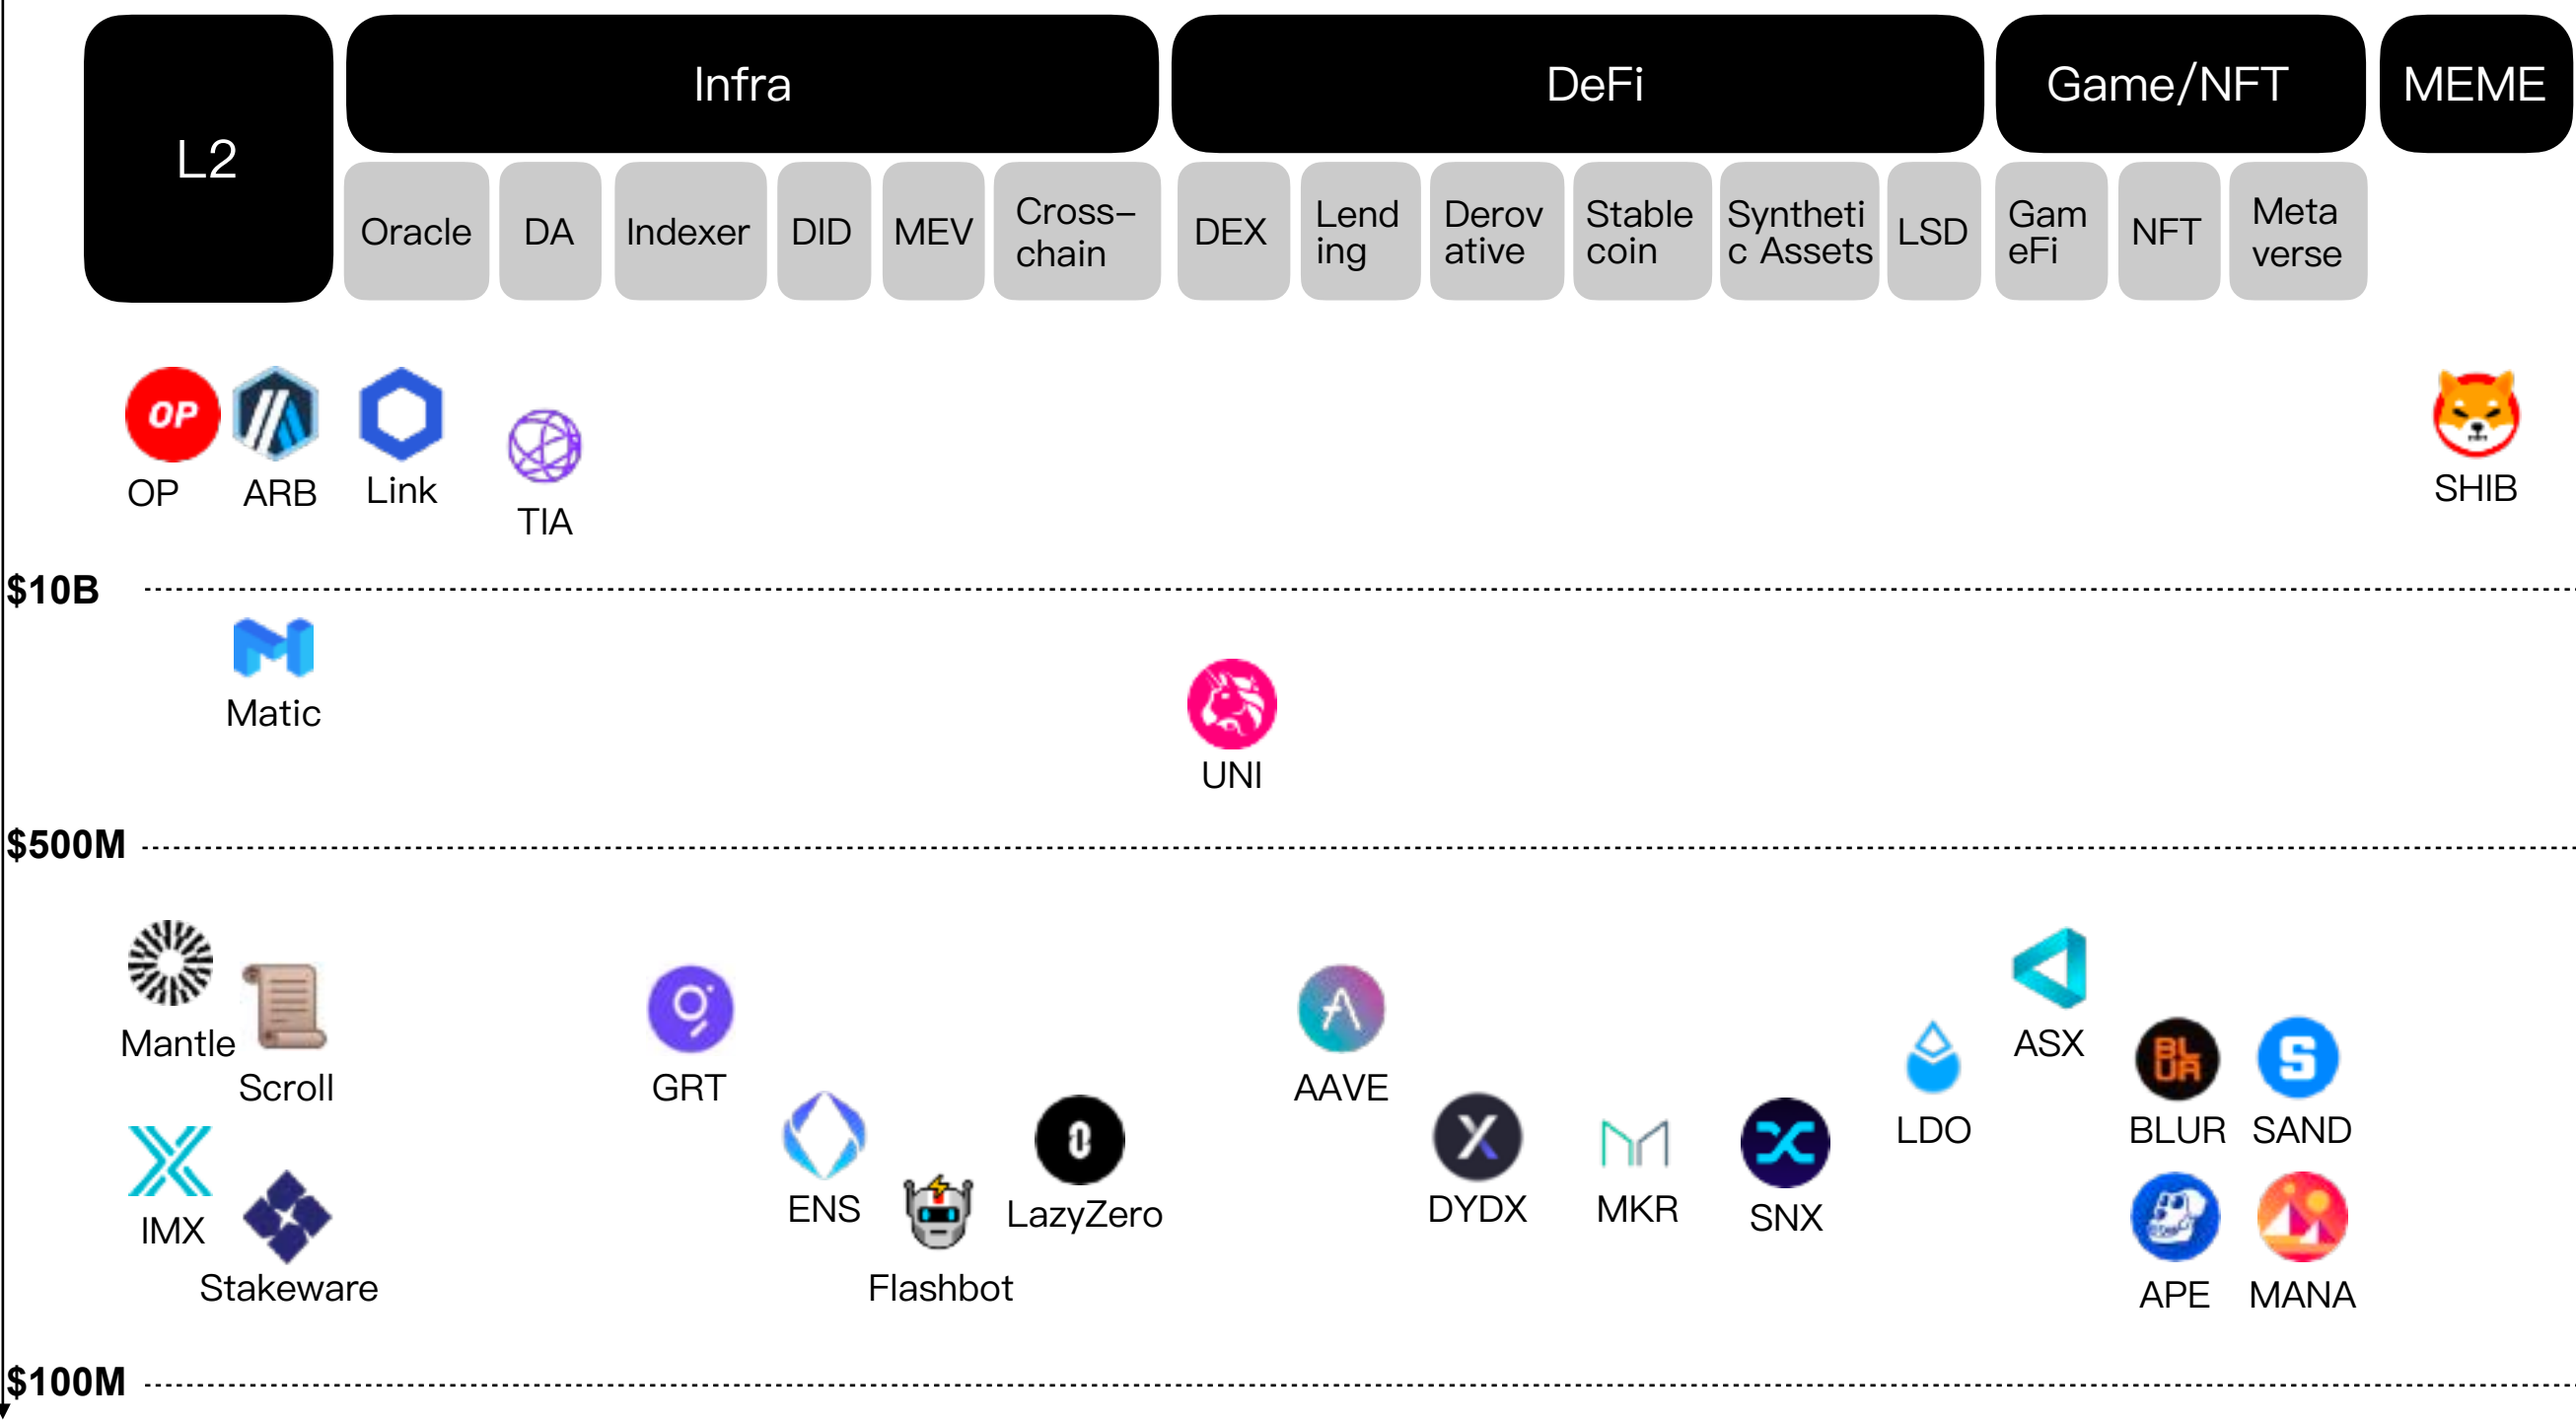 L2
Infra
DeFi
Game/NFT
MEME
Oracle
DA
Indexer
DID
MEV
Cross-
chain
DEX
Lend
ing
Derov
ative
Stable
coin
Syntheti
c Assets
LSD
Gam
eFi
NFT
Meta
verse
OP
OP
ARB
Link
TIA
SHIB
$10B
Matic
UNI
$500M
Mantle
Scroll
GRT
AAVE
ASX
LDO
BL
UR
BLUR
S
SAND
IMX
Stakeware
ENS
Flashbot
LazyZero
DYDX
MKR
SNX
APE
MANA
$100M